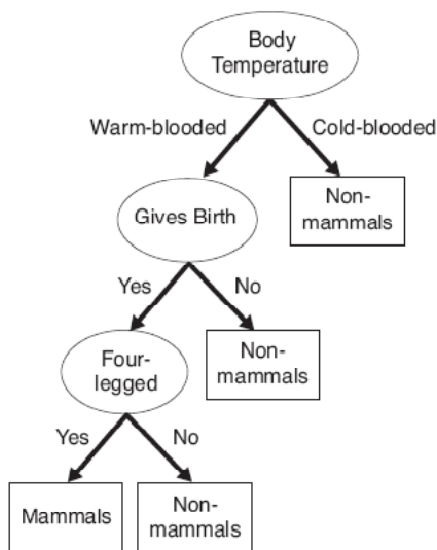 Body
Temperature
Warm-blooded
Cold-blooded
Gives Birth
Non-
mammals
Yes
No
Four-
legged
Non-
mammals
Yes
No
Mammals
Non-
mammals